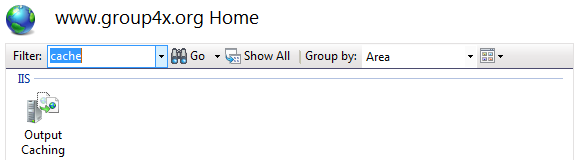 www.group4x.org Home
Filter: cache Go Show All Group by: Area
IIS
Output
Caching